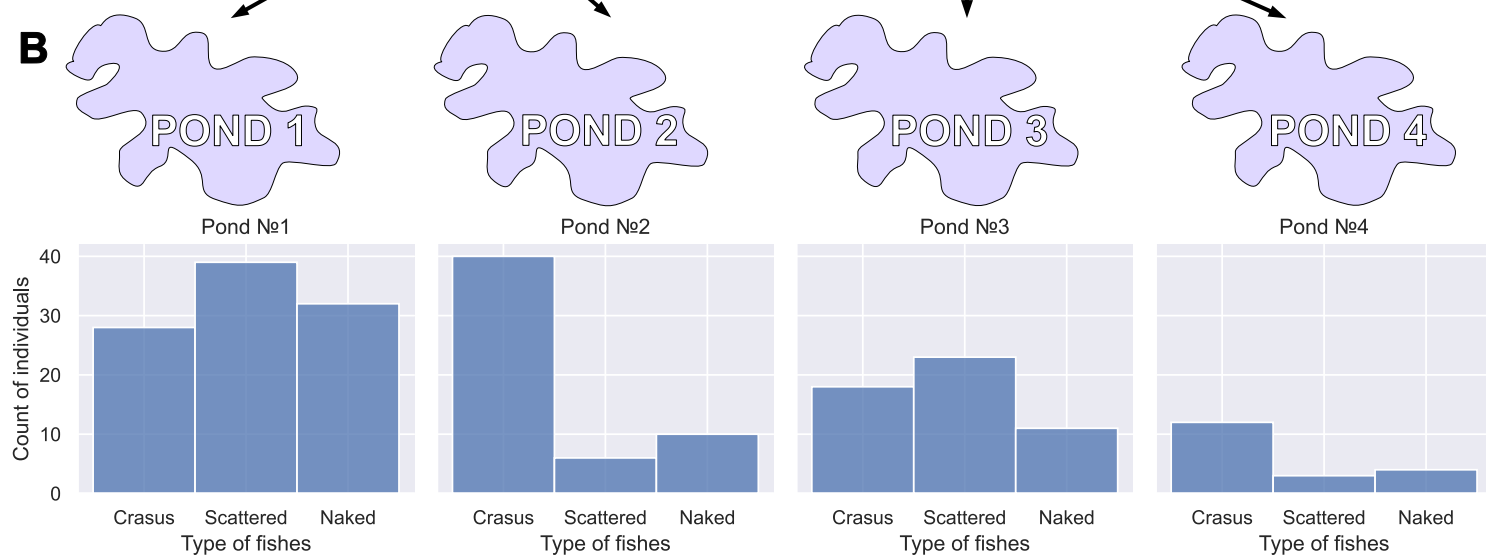 B
POND 1
POND 2
POND 3
POND 4
Pond №1
Pond №2
Pond №3
Pond №4
Count of individuals
40
30
20
10
0
Crasus Scattered Naked
Crasus Scattered Naked
Crasus Scattered Naked
Crasus Scattered Naked
Type of fishes
Type of fishes
Type of fishes
Type of fishes